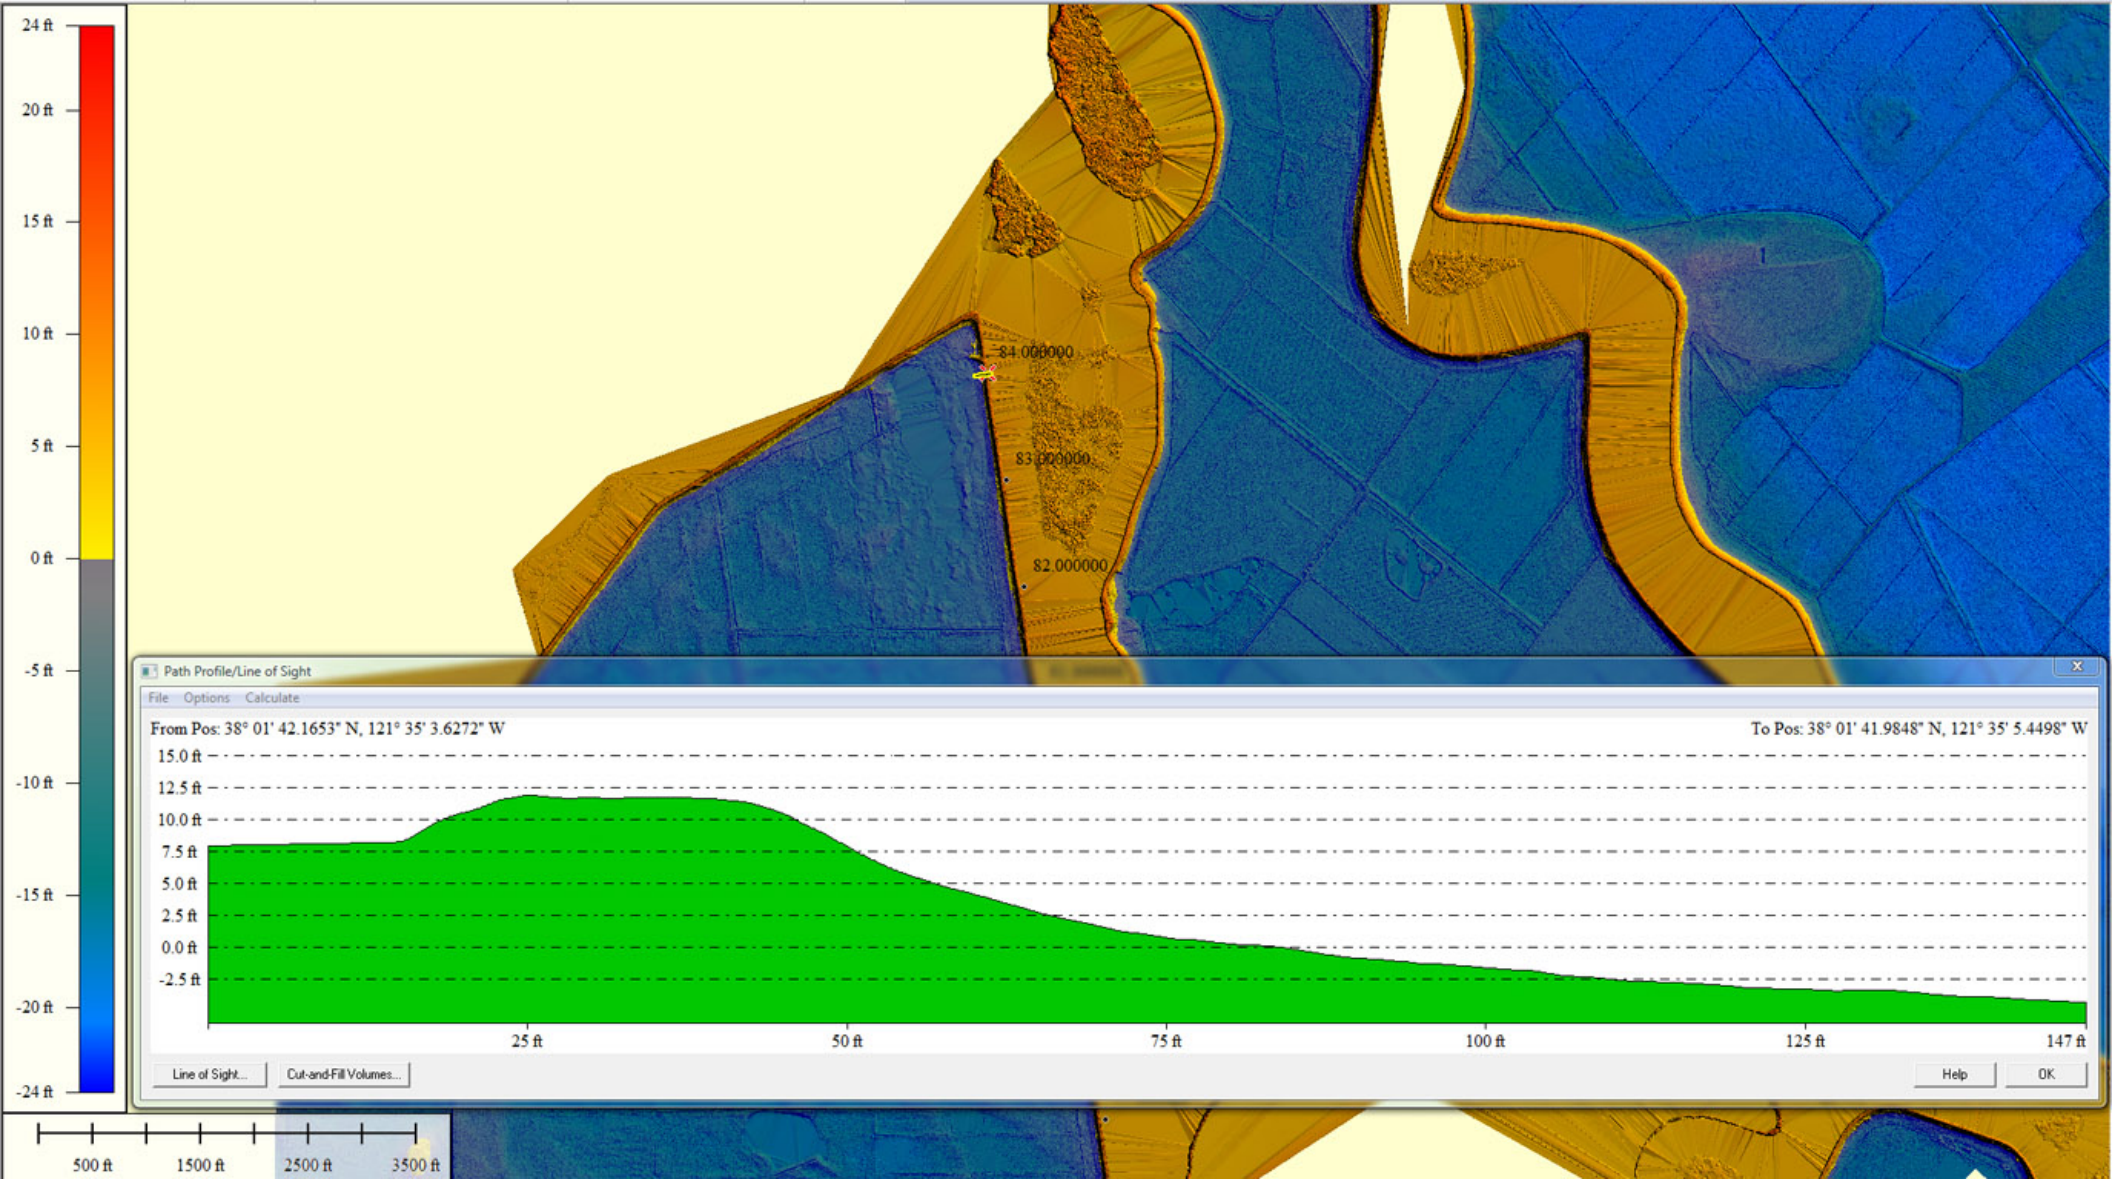 24 ft
20 ft
15 ft
10 ft
5 ft
0 ft
-5 ft
-10 ft
-15 ft
-20 ft
-24 ft
1
84.000000
83.000000
82.000000
Path Profile/Line of Sight
File Options Calculate
From Pos: 38° 01' 42.1653" N, 121° 35' 3.6272" W
To Pos: 38° 01' 41.9848" N, 121° 35' 5.4498" W
15.0 ft
12.5 ft
10.0 ft
7.5 ft
5.0 ft
2.5 ft
0.0 ft
-2.5 ft
25 ft 50 ft 75 ft 100 ft 125 ft 147 ft
Line of Sight... Cut-and-Fill Volumes... Help OK
500 ft 1500 ft 2500 ft 3500 ft